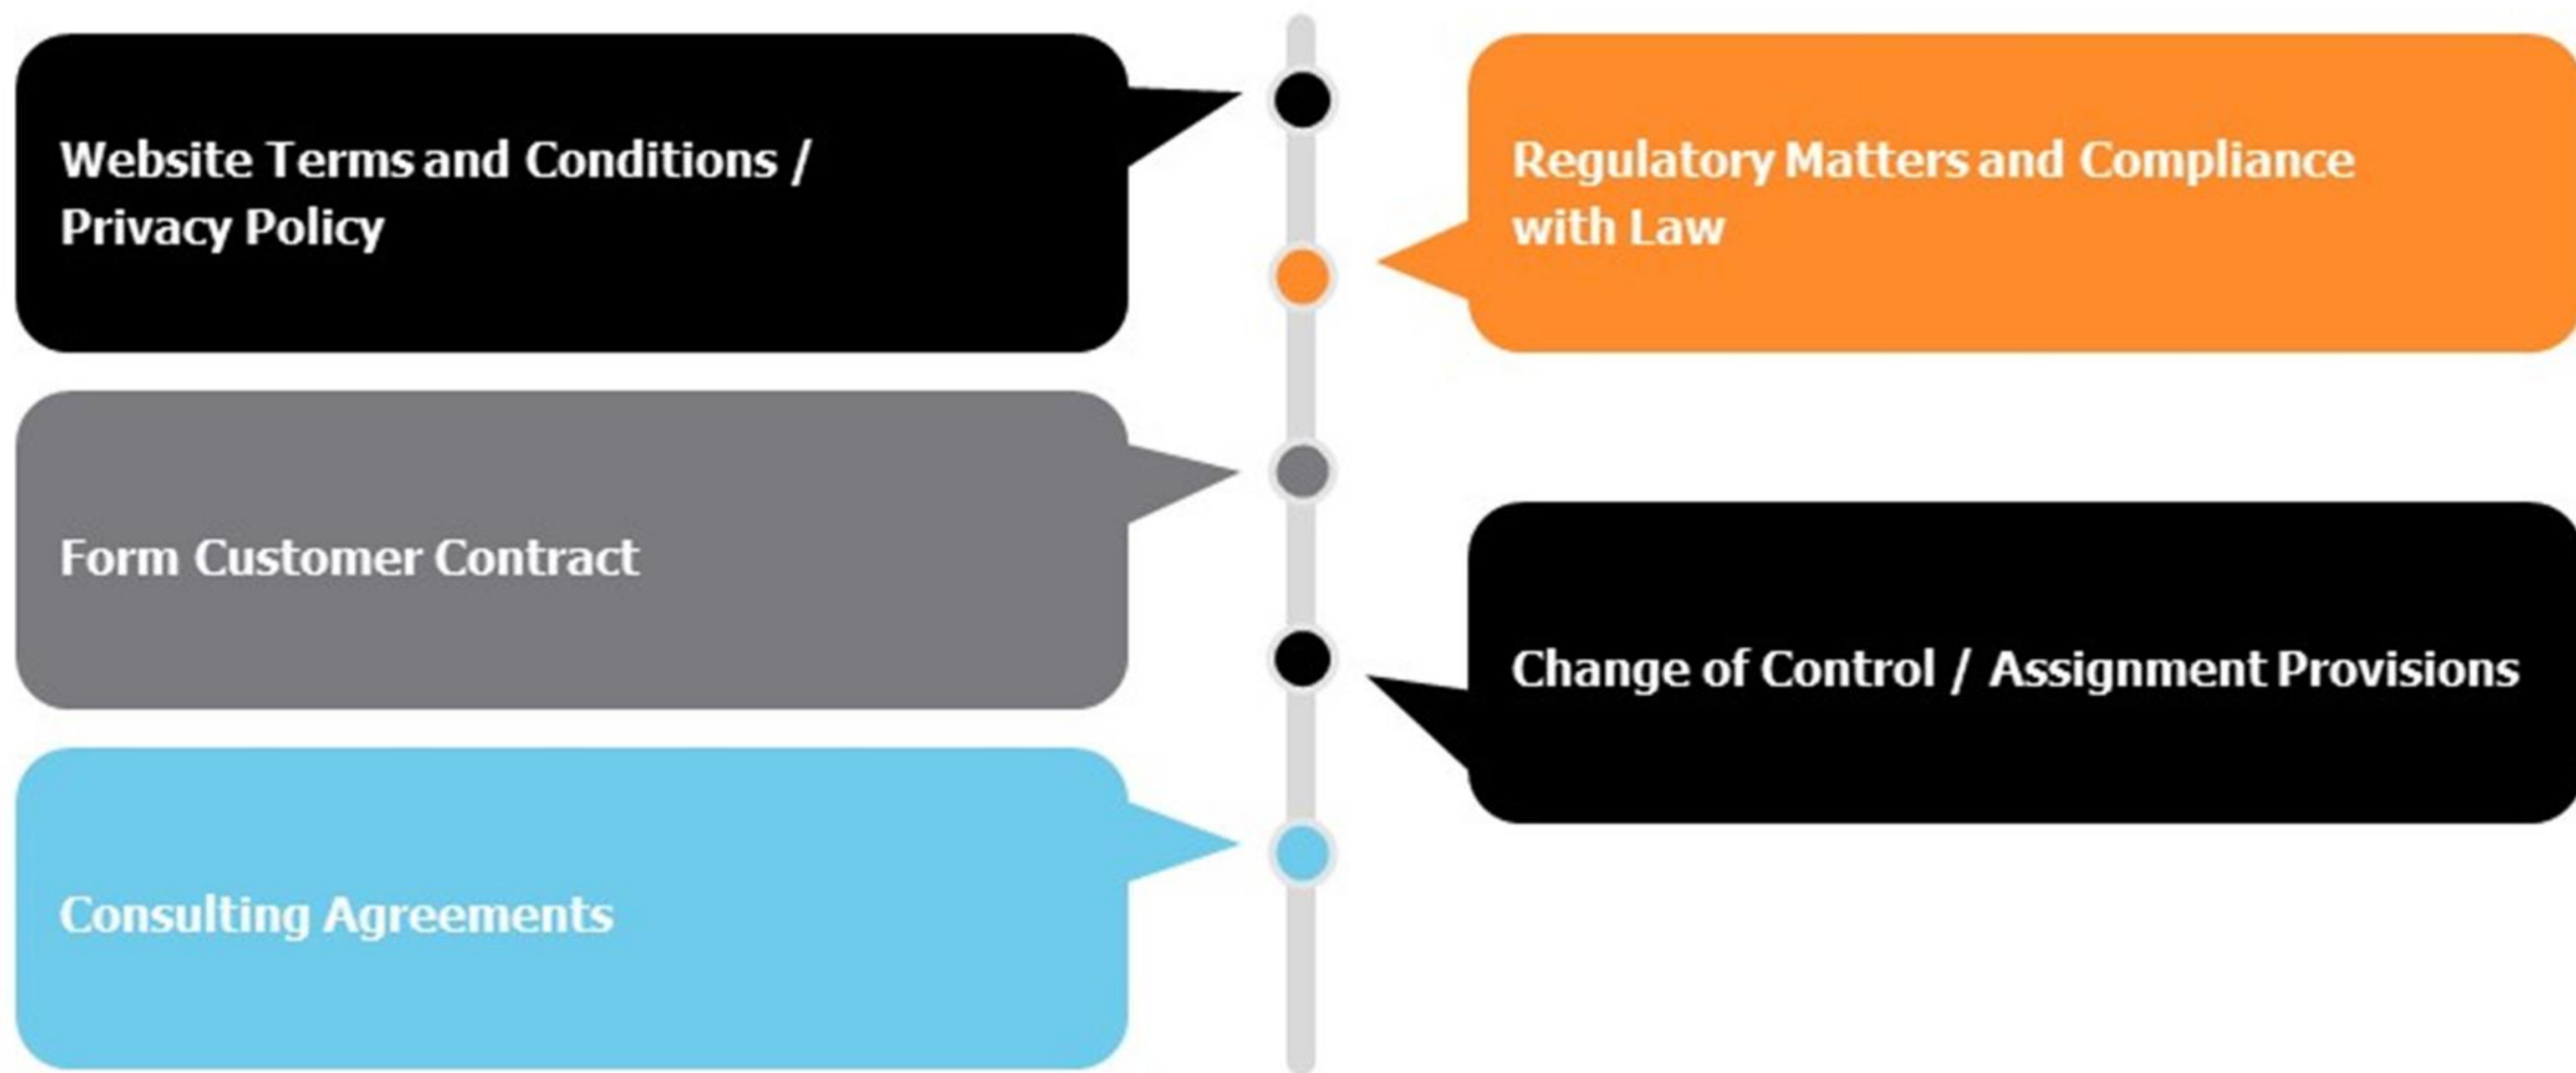 Website Terms and Conditions /
Privacy Policy
Regulatory Matters and Compliance
with Law
Form Customer Contract
Change of Control / Assignment Provisions
Consulting Agreements